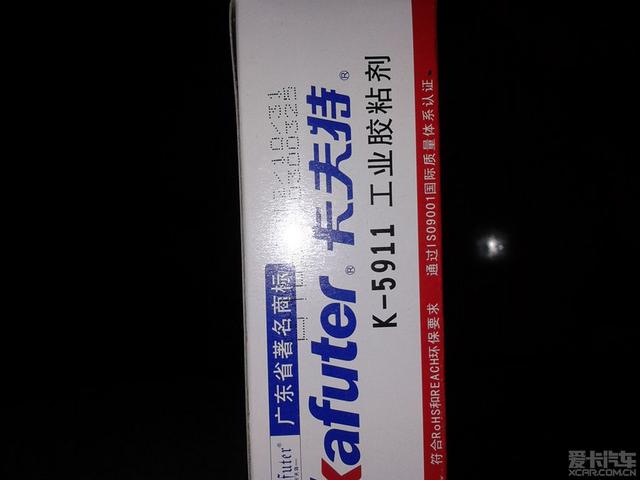 广东省著名商标
Kafuter® 卡夫特®
K-5911 工业胶粘剂
符合RoHS和REACH环保要求 通过ISO9001国际质量体系认证
爱卡汽车
XCAR.COM.CN